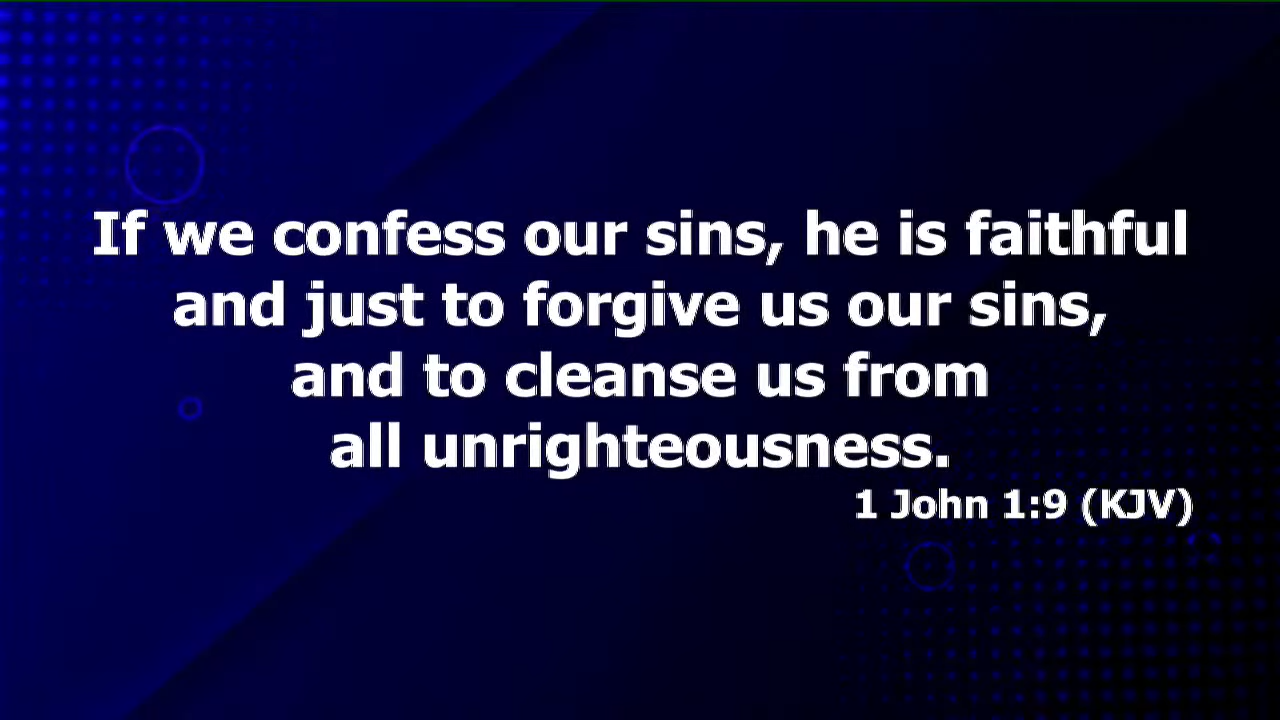 If we confess our sins, he is faithful
and just to forgive us our sins,
and to cleanse us from
all unrighteousness.
1 John 1:9 (KJV)